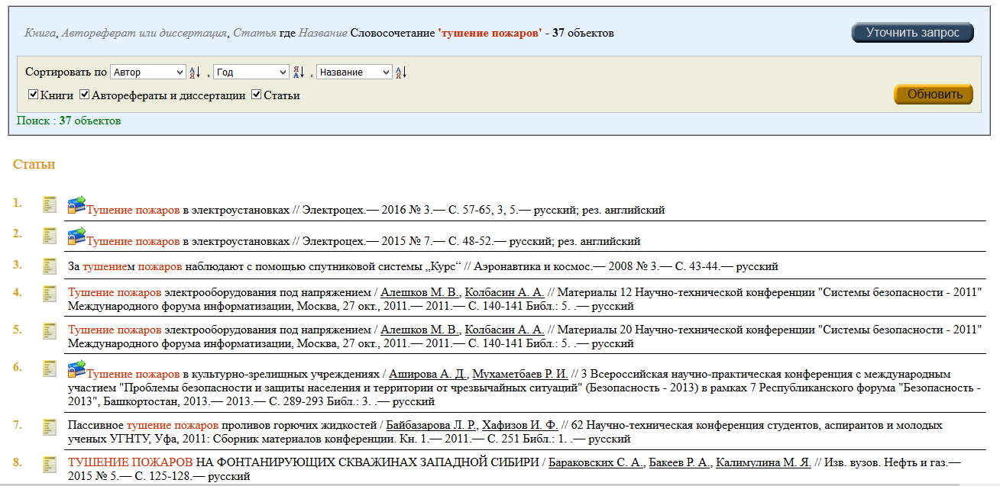 Книга, Автореферат или диссертация, Статья где Название Словосочетание 'тушение пожаров' - 37 объектов
Уточнить запрос
Сортировать по Автор , Год , Название
Книги Авторефераты и диссертации Статьи
Обновить
Поиск : 37 объектов
Статьи
1. Тушение пожаров в электроустановках // Электроцех.— 2016 № 3.— С. 57-65, 3, 5.— русский; рез. английский
2. Тушение пожаров в электроустановках // Электроцех.— 2015 № 7.— С. 48-52.— русский; рез. английский
3. За тушением пожаров наблюдают с помощью спутниковой системы ,,Курс“ // Аэронавтика и космос.— 2008 № 3.— С. 43-44.— русский
4. Тушение пожаров электрооборудования под напряжением / Алешков М. В., Колбасин А. А. // Материалы 12 Научно-технической конференции "Системы безопасности - 2011"
Международного форума информатизации, Москва, 27 окт., 2011.— 2011.— С. 140-141 Библ.: 5. .— русский
5. Тушение пожаров электрооборудования под напряжением / Алешков М. В., Колбасин А. А. // Материалы 20 Научно-технической конференции "Системы безопасности - 2011"
Международного форума информатизации, Москва, 27 окт., 2011.— 2011.— С. 140-141 Библ.: 5. .— русский
6. Тушение пожаров в культурно-зрелищных учреждениях / Аширова А. Д., Мухаметбаев Р. И. // 3 Всероссийская научно-практическая конференция с международным
участием "Проблемы безопасности и защиты населения и территории от чрезвычайных ситуаций" (Безопасность - 2013) в рамках 7 Республиканского форума "Безопасность -
2013", Башкортостан, 2013.— 2013.— С. 289-293 Библ.: 3. .— русский
7. Пассивное тушение пожаров проливов горючих жидкостей / Байбазарова Л. Р., Хафизов И. Ф. // 62 Научно-техническая конференция студентов, аспирантов и молодых
ученых УГНТУ, Уфа, 2011: Сборник материалов конференции. Кн. 1.— 2011.— С. 251 Библ.: 1. .— русский
8. ТУШЕНИЕ ПОЖАРОВ НА ФОНТАНИРУЮЩИХ СКВАЖИНАХ ЗАПАДНОЙ СИБИРИ / Бараковских С. А., Бакеев Р. А., Калимулина М. Я. // Изв. вузов. Нефть и газ.—
2015 № 5.— С. 125-128.— русский